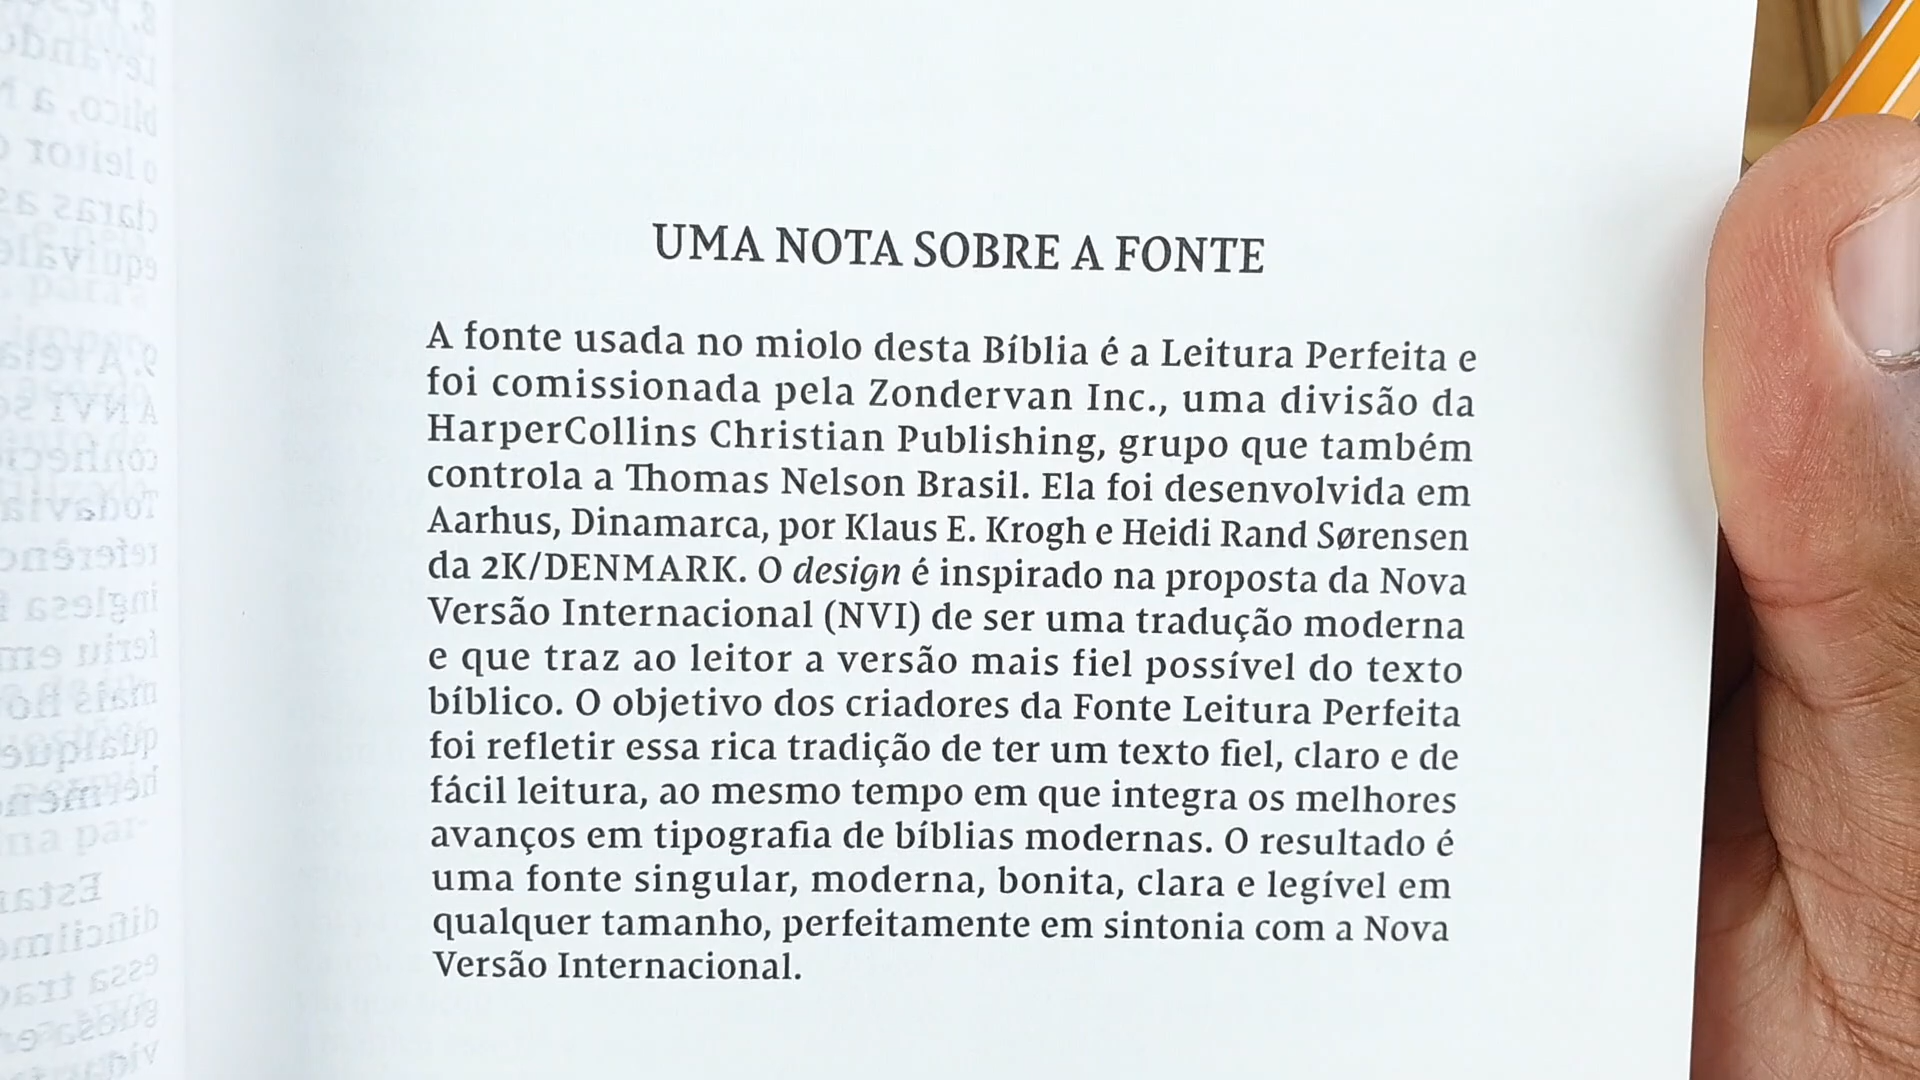 UMA NOTA SOBRE A FONTE
A fonte usada no miolo desta Bíblia é a Leitura Perfeita e
foi comissionada pela Zondervan Inc., uma divisão da
HarperCollins Christian Publishing, grupo que também
controla a Thomas Nelson Brasil. Ela foi desenvolvida em
Aarhus, Dinamarca, por Klaus E. Krogh e Heidi Rand Sørensen
da 2K/DENMARK. O design é inspirado na proposta da Nova
Versão Internacional (NVI) de ser uma tradução moderna
e que traz ao leitor a versão mais fiel possível do texto
bíblico. O objetivo dos criadores da Fonte Leitura Perfeita
foi refletir essa rica tradição de ter um texto fiel, claro e de
fácil leitura, ao mesmo tempo em que integra os melhores
avanços em tipografia de bíblias modernas. O resultado é
uma fonte singular, moderna, bonita, clara e legível em
qualquer tamanho, perfeitamente em sintonia com a Nova
Versão Internacional.